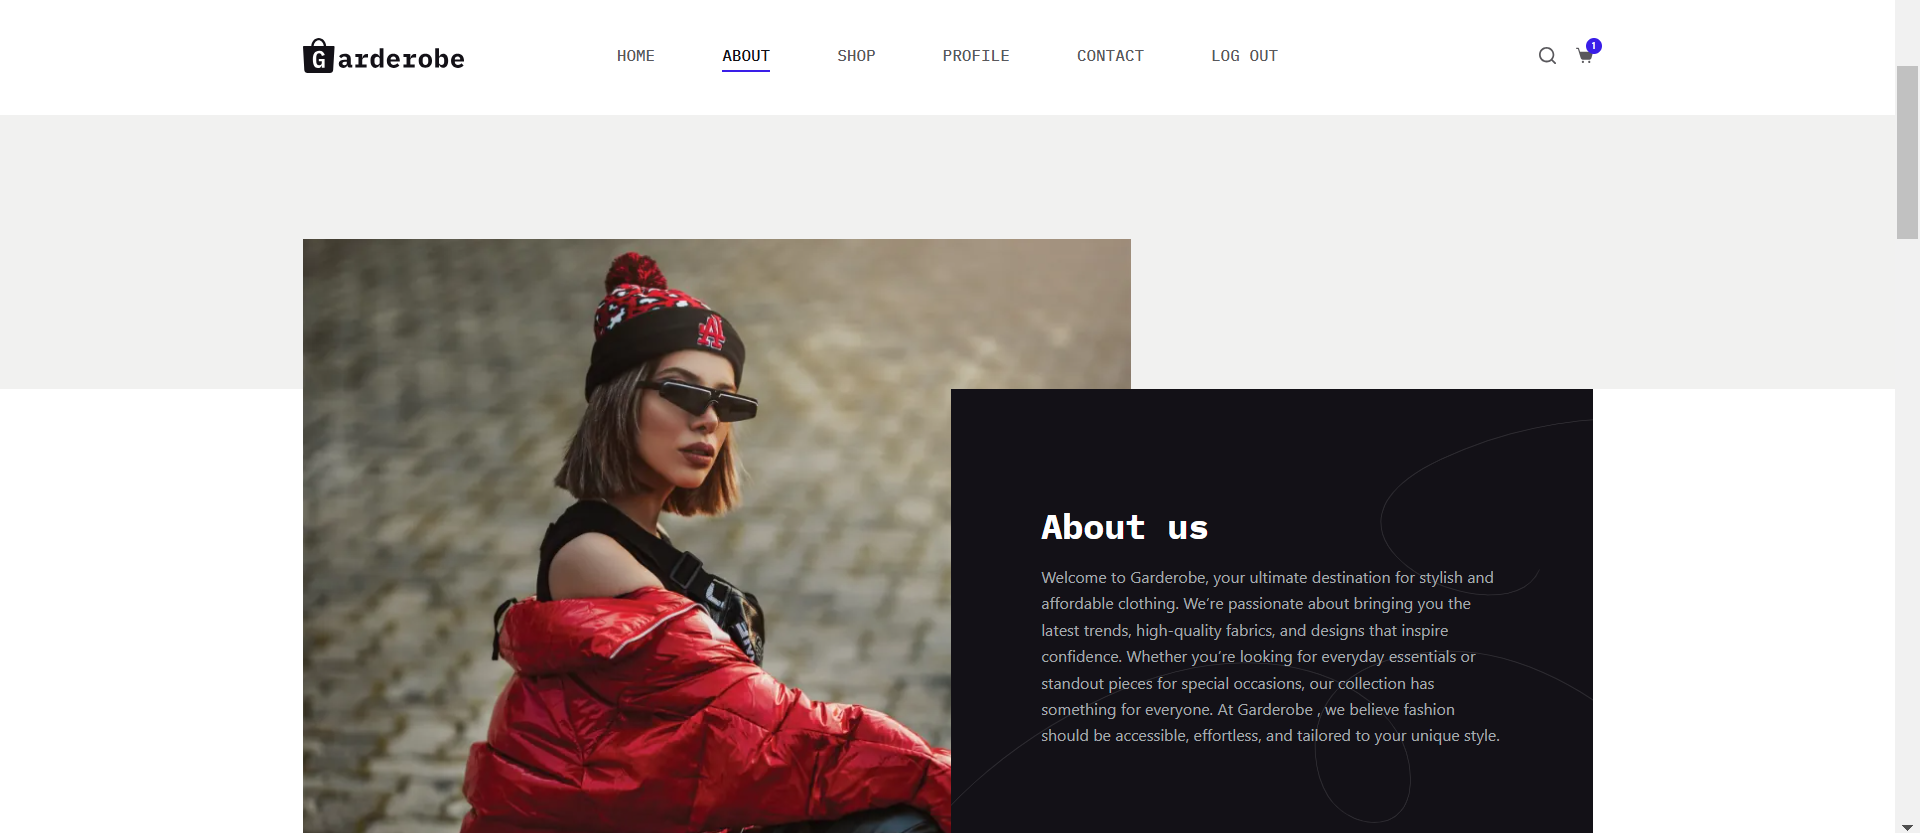 Garderobe
HOME ABOUT SHOP PROFILE CONTACT LOG OUT
1
About us
Welcome to Garderobe, your ultimate destination for stylish and
affordable clothing. We’re passionate about bringing you the
latest trends, high-quality fabrics, and designs that inspire
confidence. Whether you’re looking for everyday essentials or
standout pieces for special occasions, our collection has
something for everyone. At Garderobe , we believe fashion
should be accessible, effortless, and tailored to your unique style.